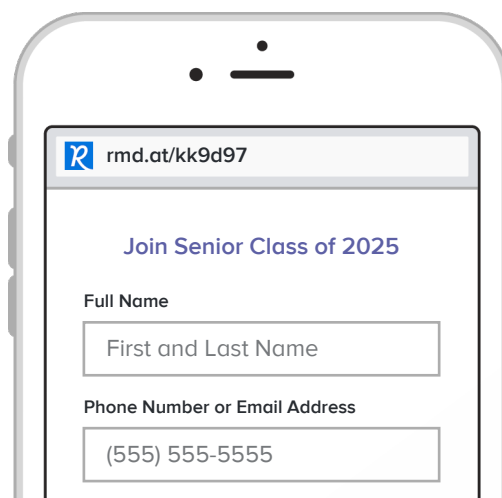 rmd.at/kk9d97
Join Senior Class of 2025
Full Name
First and Last Name
Phone Number or Email Address
(555) 555-5555